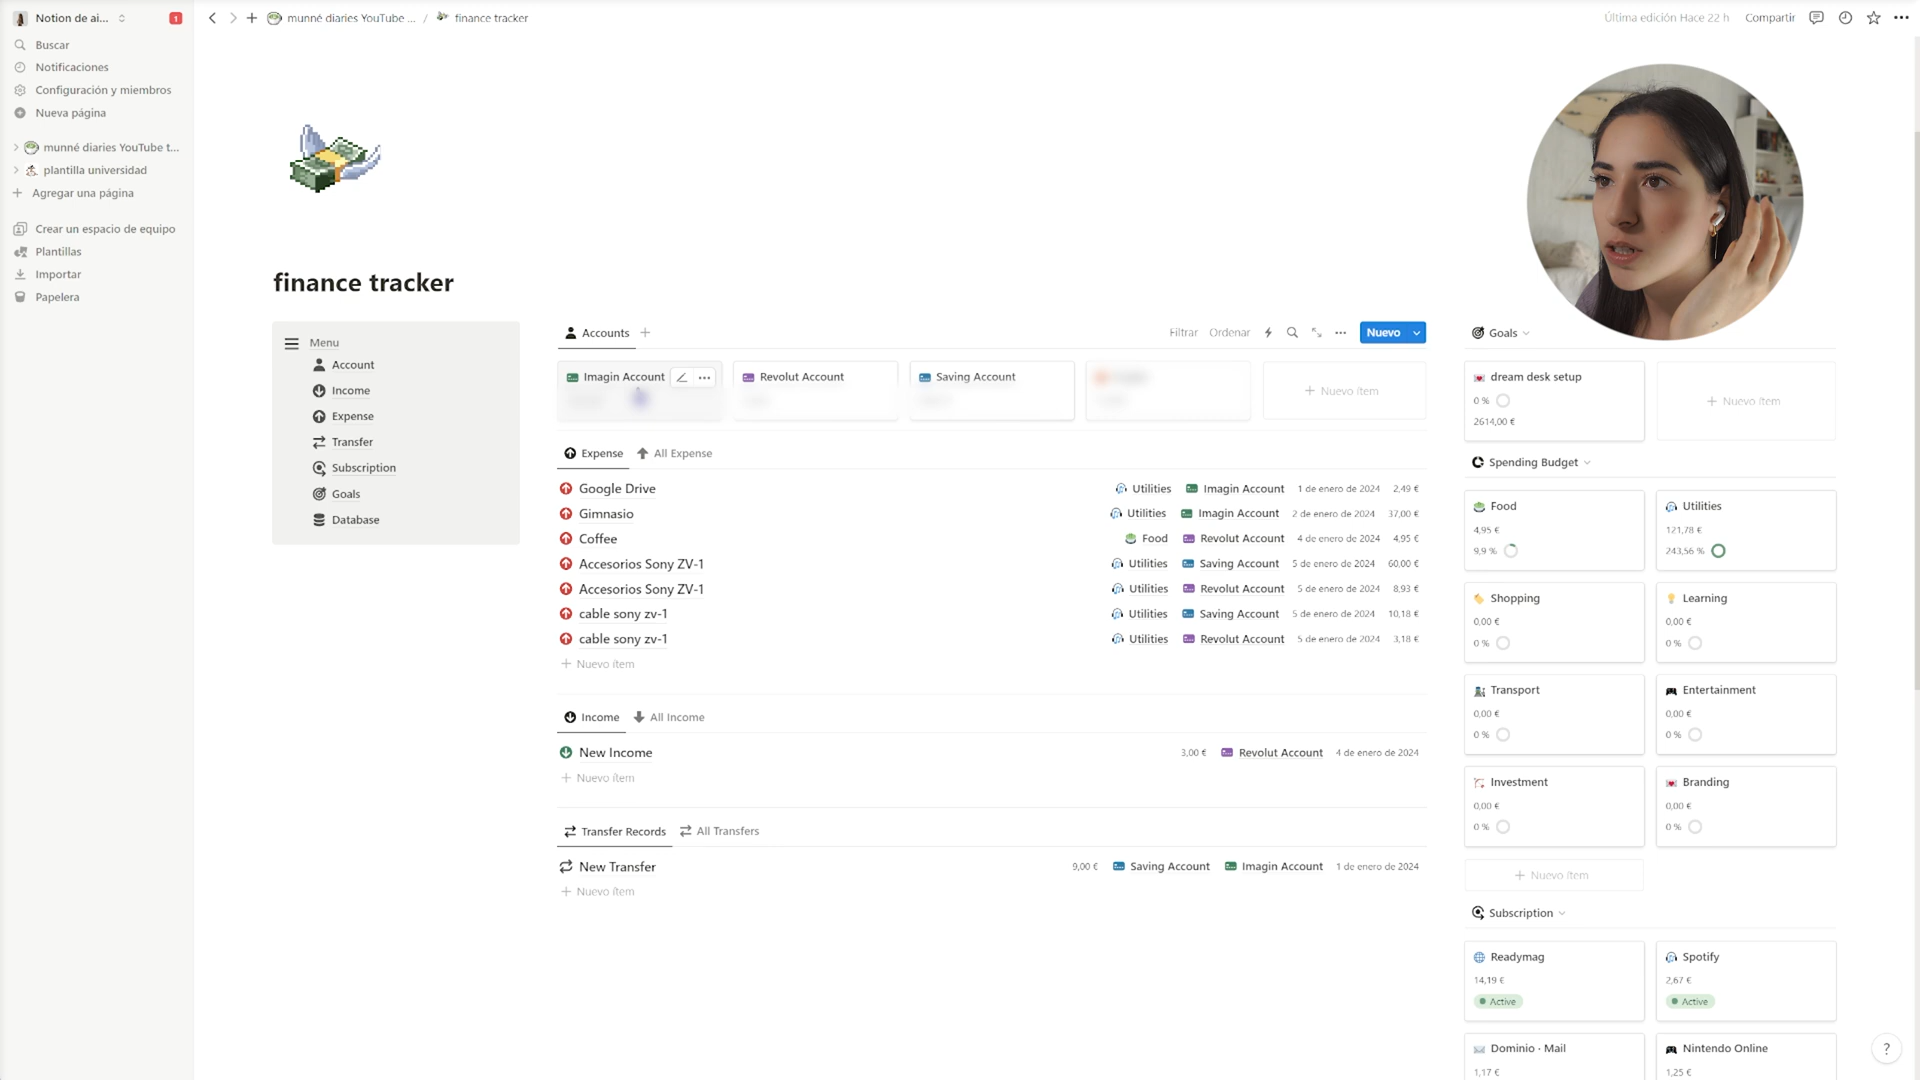 Notion de ai...
1
Buscar
Notificaciones
Configuración y miembros
Nueva página
munné diaries YouTube t...
plantilla universidad
Agregar una página
Crear un espacio de equipo
Plantillas
Importar
Papelera
munné diaries YouTube ... / finance tracker
Última edición Hace 22 h
Compartir
finance tracker
Menu
Account
Income
Expense
Transfer
Subscription
Goals
Database
Accounts
Filtrar Ordenar
Nuevo
Imagin Account
Revolut Account
Saving Account
+ Nuevo ítem
Expense All Expense
Google Drive Utilities Imagin Account 1 de enero de 2024 2,49 €
Gimnasio Utilities Imagin Account 2 de enero de 2024 37,00 €
Coffee Food Revolut Account 4 de enero de 2024 4,95 €
Accesorios Sony ZV-1 Utilities Saving Account 5 de enero de 2024 60,00 €
Accesorios Sony ZV-1 Utilities Revolut Account 5 de enero de 2024 8,93 €
cable sony zv-1 Utilities Saving Account 5 de enero de 2024 10,18 €
cable sony zv-1 Utilities Revolut Account 5 de enero de 2024 3,18 €
+ Nuevo ítem
Income All Income
New Income 3,00 € Revolut Account 4 de enero de 2024
+ Nuevo ítem
Transfer Records All Transfers
New Transfer 9,00 € Saving Account Imagin Account 1 de enero de 2024
+ Nuevo ítem
Goals
dream desk setup
0 %
2614,00 €
+ Nuevo ítem
Spending Budget
Food
4,95 €
9,9 %
Utilities
121,78 €
243,56 %
Shopping
0,00 €
0 %
Learning
0,00 €
0 %
Transport
0,00 €
0 %
Entertainment
0,00 €
0 %
Investment
0,00 €
0 %
Branding
0,00 €
0 %
+ Nuevo ítem
Subscription
Readymag
14,19 €
Active
Spotify
2,67 €
Active
Dominio · Mail
1,17 €
Nintendo Online
1,25 €
?